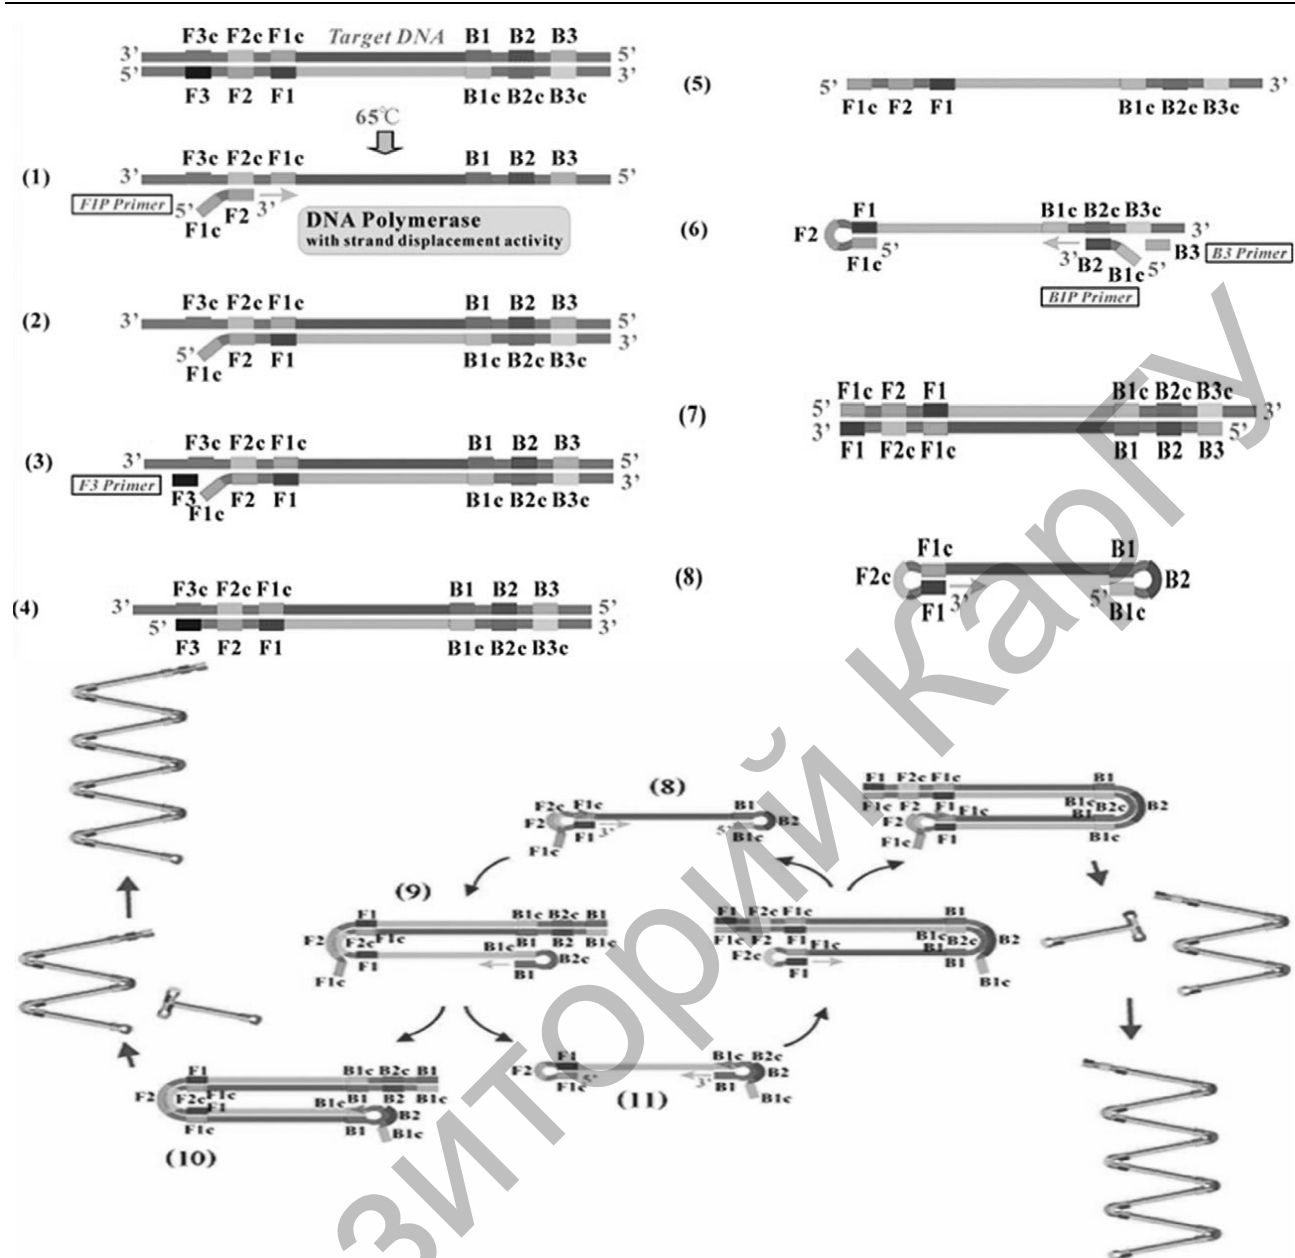 F3c F2c F1c Target DNA B1 B2 B3
3’ 5’
5’ 3’
F3 F2 F1 B1c B2c B3c
65℃
(1)
F3c F2c F1c B1 B2 B3
3’ 5’
FIP Primer
5’ F2 3’
F1c
DNA Polymerase
with strand displacement activity
(2)
F3c F2c F1c B1 B2 B3
3’ 5’
5’ F2 F1 B1c B2c B3c 3’
F1c
(3)
F3c F2c F1c B1 B2 B3
3’ 5’
F3 Primer
3’
F3 F2 F1 B1c B2c B3c
F1c
(4)
F3c F2c F1c B1 B2 B3
3’ 5’
5’ 3’
F3 F2 F1 B1c B2c B3c
(5)
5’ 3’
F1c F2 F1 B1c B2c B3c
(6)
F1 B1c B2c B3c
F2 3’
F1c 5’ 3’ B2 B1c 5’ B3
B3 Primer
BIP Primer
(7)
F1c F2 F1 B1c B2c B3c
5’ 3’
3’ 5’
F1 F2c F1c B1 B2 B3
(8)
F1c B1
F2c B2
F1 3’ 5’ B1c
(8)
F2c F1c B1
F2 B2
F1 3’ 5’ B1c
F1c
F1 F2c F1c B1
F1c F2 F1 F1c B1c B2c B2
B1
F2c
F1c F1 B1c
(9)
F1 B1c B2c B1
F2 F2c F1c B1c B1 B2 B1c
F1 B1 B2c
F1c
F1 F2c F1c B1
F1c F2 F1 F1c B1c B2c B2
B1
F2c F1 B1
B1c
F1 B1c B2c B1
F2 F2c F1c B1c B1 B2 B1c
F1 B2
F1c B1 B1c
(10)
F1 B1c B2c
F2 B2
F1c 5’ 3’ B1
B1c
(11)
зиторий КарГУ